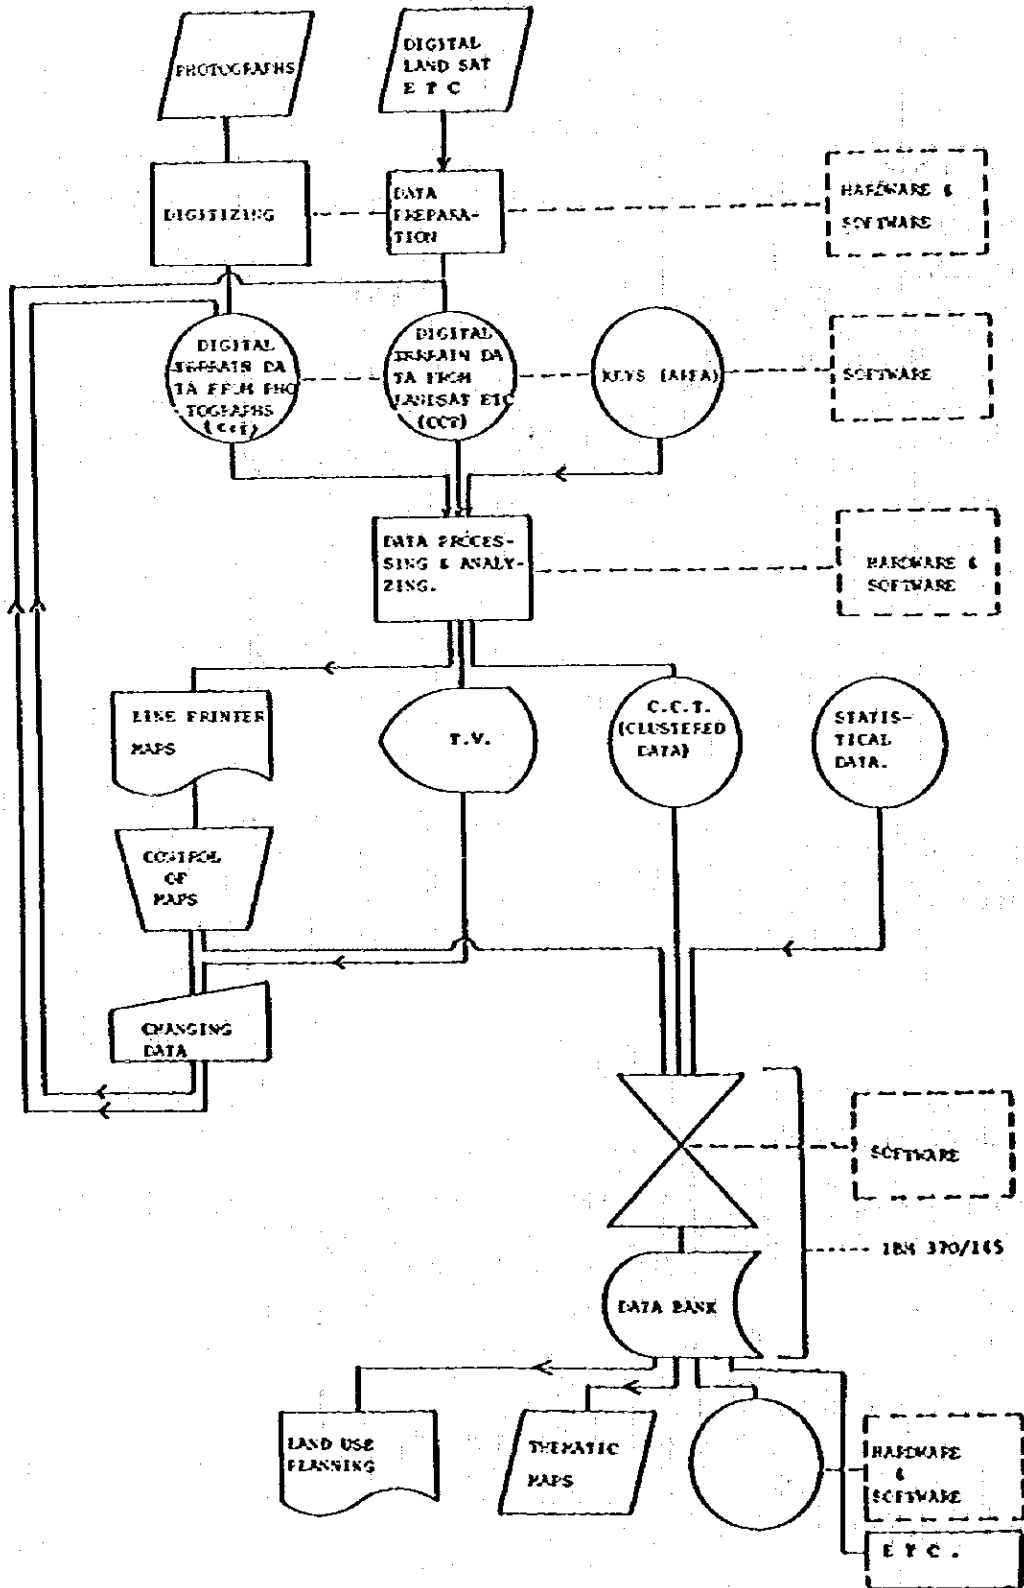 PHOTOGRAPHS
DIGITAL
LAND SAT
E T C
DIGITIZING
DATA
PREPARA-
TION
HARDWARE &
SOFTWARE
DIGITAL
TERRAIN DA
TA FROM PHO
TOGRAPHS
(CCT)
DIGITAL
TERRAIN DA
TA FROM
LANDSAT ETC
(CCT)
KEYS (AREA)
SOFTWARE
DATA PROCES-
SING & ANALY-
ZING.
HARDWARE &
SOFTWARE
LINE PRINTER
MAPS
T.V.
C.C.T.
(CLUSTERED
DATA)
STATIS-
TICAL
DATA.
CONTROL
OF
MAPS
CHANGING
DATA
SOFTWARE
IBM 370/145
DATA BANK
LAND USE
PLANNING
THEMATIC
MAPS
HARDWARE
&
SOFTWARE
E T C .